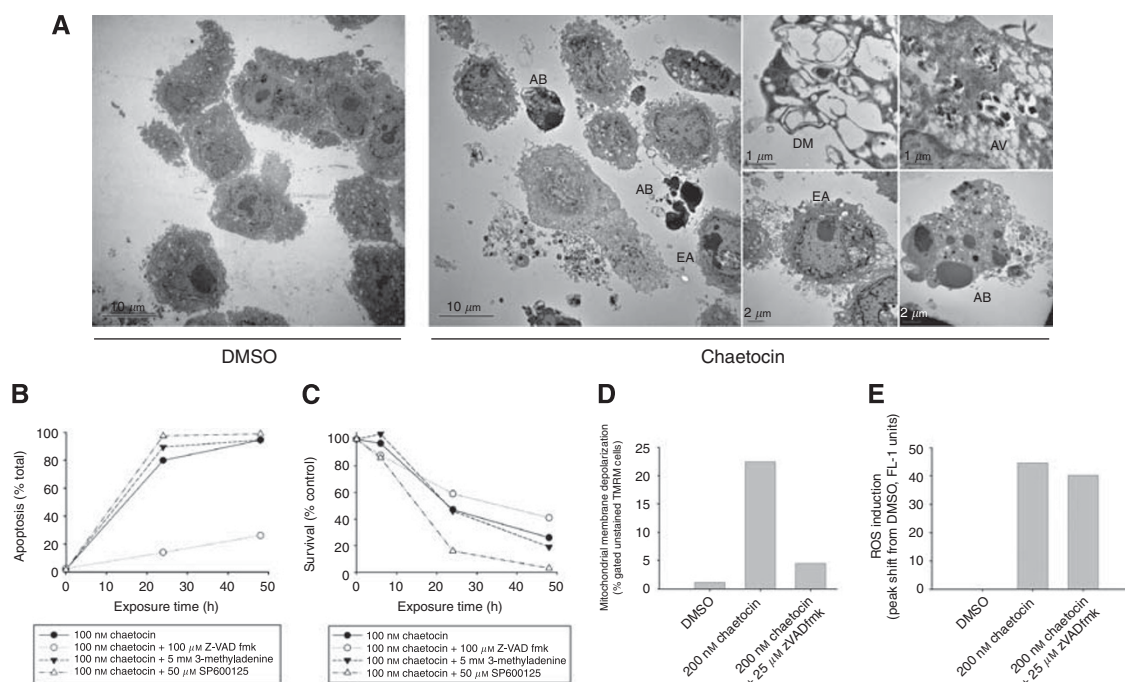 A
AB
AB
EA
DM
1 μm
AV
1 μm
EA
2 μm
AB
2 μm
10 μm
10 μm
DMSO
Chaetocin
B
Apoptosis (% total)
100
80
60
40
20
0
0 10 20 30 40 50
Exposure time (h)
100 nM chaetocin
100 nM chaetocin + 100 μM Z-VAD fmk
100 nM chaetocin + 5 mM 3-methyladenine
100 nM chaetocin + 50 μM SP600125
C
Survival (% control)
100
80
60
40
20
0
0 10 20 30 40 50
Exposure time (h)
100 nM chaetocin
100 nM chaetocin + 100 μM Z-VAD fmk
100 nM chaetocin + 5 mM 3-methyladenine
100 nM chaetocin + 50 μM SP600125
D
Mitochondrial membrane depolarization
(% gated unstained TMRM cells)
25
20
15
10
5
0
DMSO
200 nM chaetocin
200 nM chaetocin
+ 25 μM zVADfmk
E
ROS induction
(peak shift from DMSO, FL-1 units)
50
40
30
20
10
0
DMSO
200 nM chaetocin
200 nM chaetocin
+ 25 μM zVADfmk